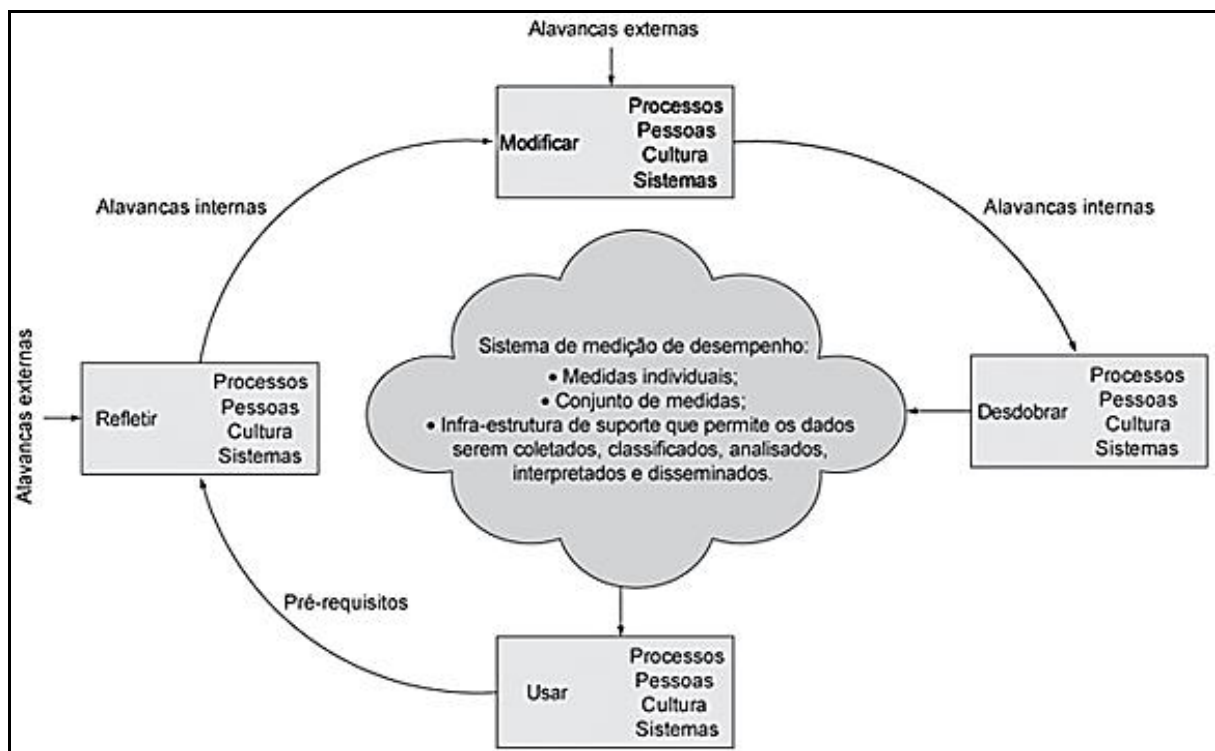 Alavancas externas
Modificar
Processos
Pessoas
Cultura
Sistemas
Alavancas internas
Alavancas internas
Alavancas externas
Refletir
Processos
Pessoas
Cultura
Sistemas
Sistema de medição de desempenho:
• Medidas individuais;
• Conjunto de medidas;
• Infra-estrutura de suporte que permite os dados
serem coletados, classificados, analisados,
interpretados e disseminados.
Desdobrar
Processos
Pessoas
Cultura
Sistemas
Pré-requisitos
Usar
Processos
Pessoas
Cultura
Sistemas